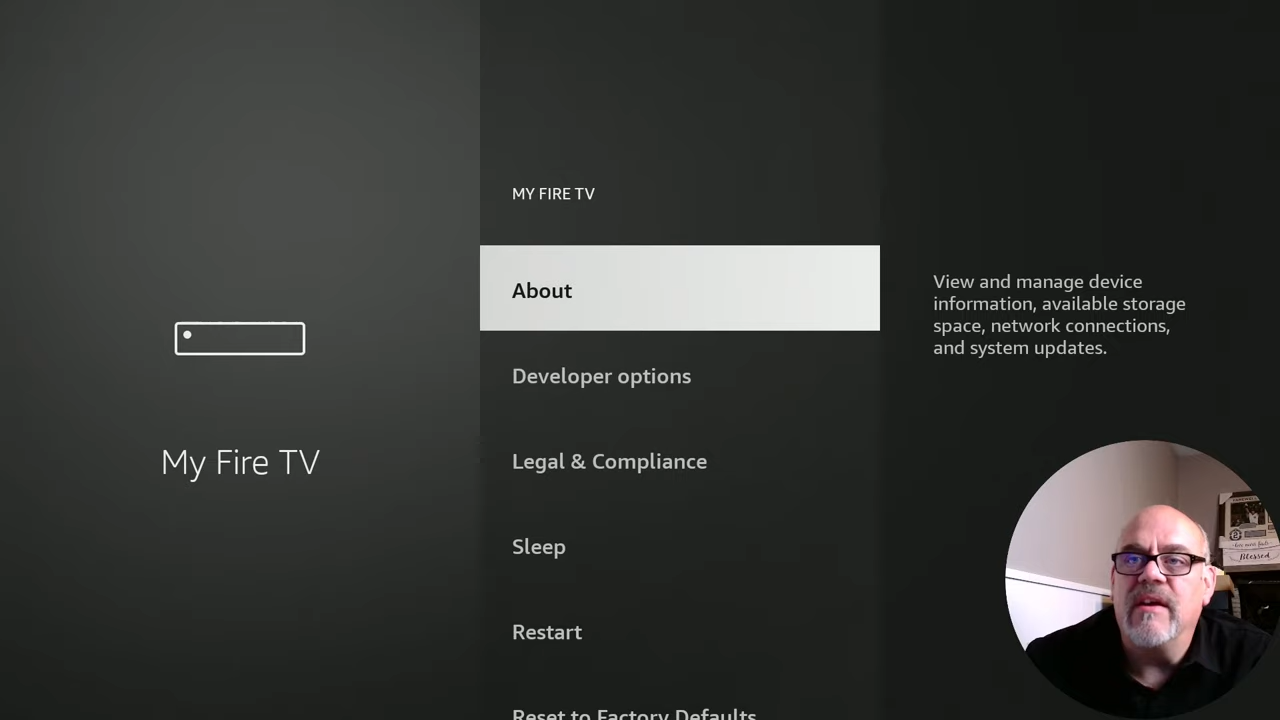 MY FIRE TV
About
Developer options
Legal & Compliance
Sleep
Restart
Reset to Factory Defaults
My Fire TV
View and manage device
information, available storage
space, network connections,
and system updates.
Blessed